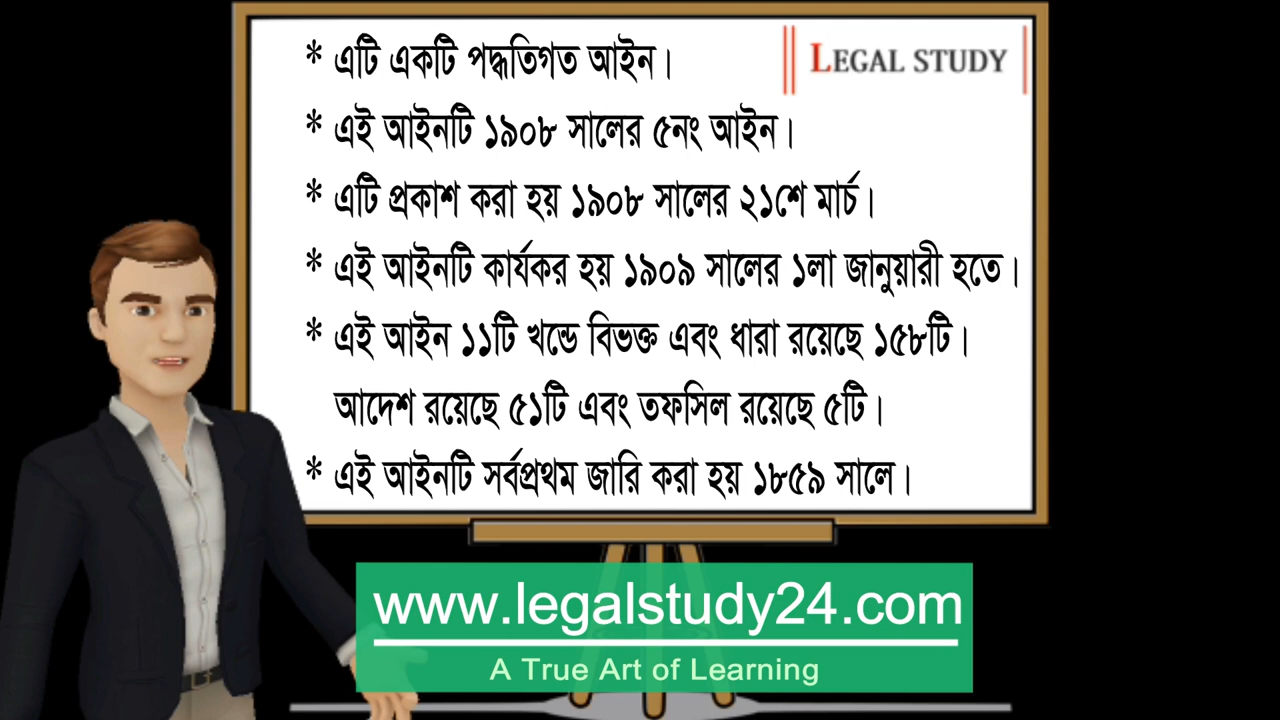 * এটি একটি পদ্ধতিগত আইন।
LEGAL STUDY
* এই আইনটি ১৯০৮ সালের ৫নং আইন।
* এটি প্রকাশ করা হয় ১৯০৮ সালের ২১শে মার্চ।
* এই আইনটি কার্যকর হয় ১৯০৯ সালের ১লা জানুয়ারী হতে।
* এই আইন ১১টি খন্ডে বিভক্ত এবং ধারা রয়েছে ১৫৮টি।
আদেশ রয়েছে ৫১টি এবং তফসিল রয়েছে ৫টি।
* এই আইনটি সর্বপ্রথম জারি করা হয় ১৮৫৯ সালে।
www.legalstudy24.com
A True Art of Learning